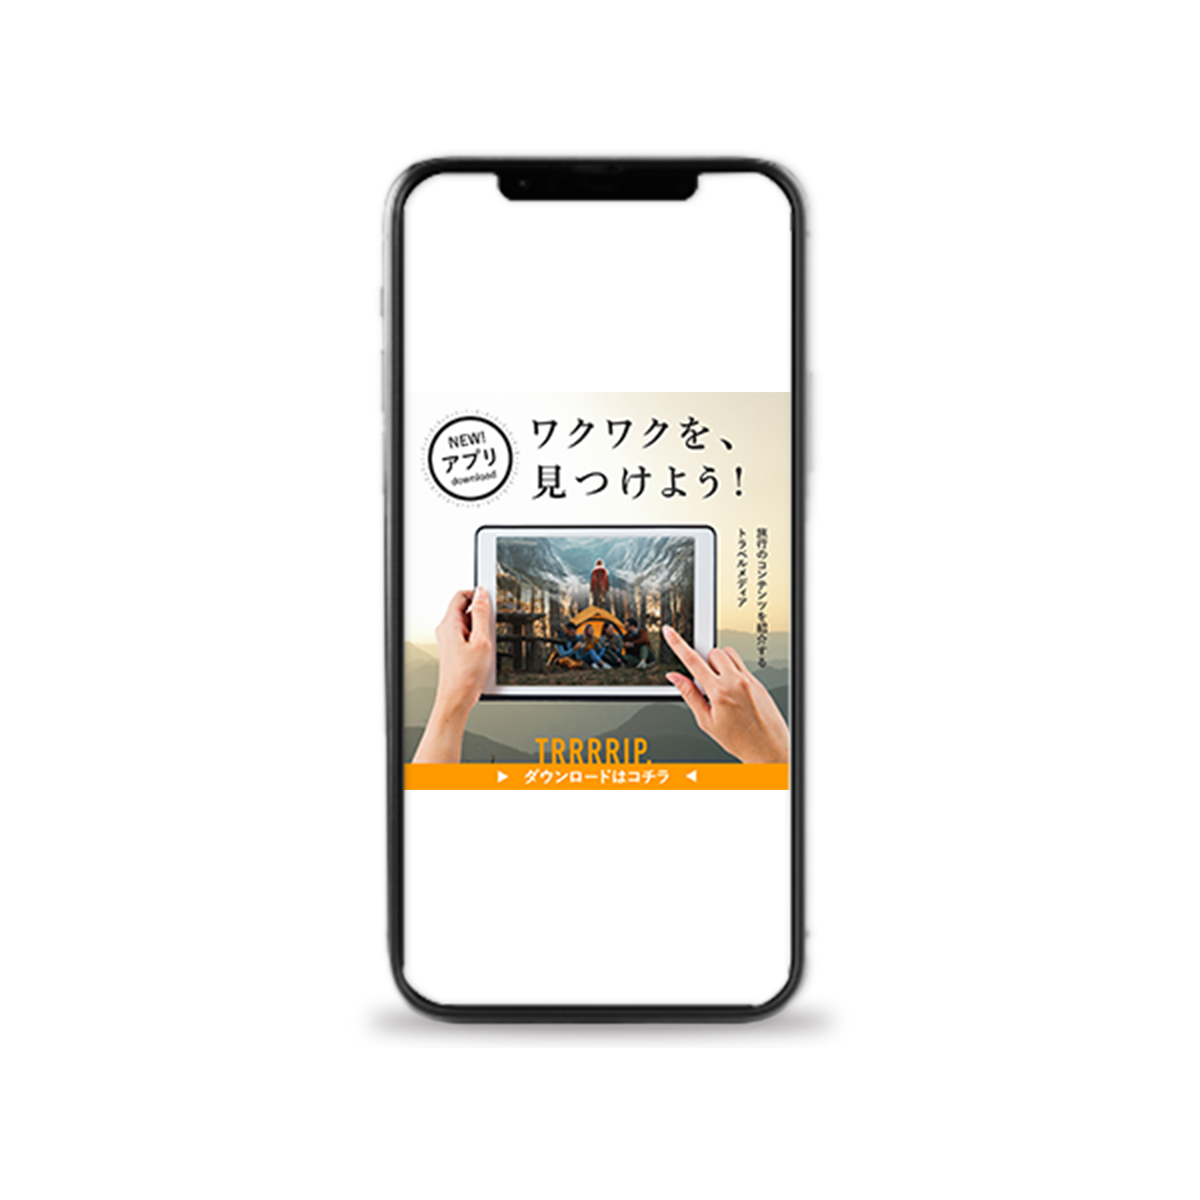 NEW!
アプリ
download
ワクワクを、
見つけよう!
旅行のコンテンツを紹介する
トラベルメディア
TRRRRIP.
▶ ダウンロードはコチラ ◀